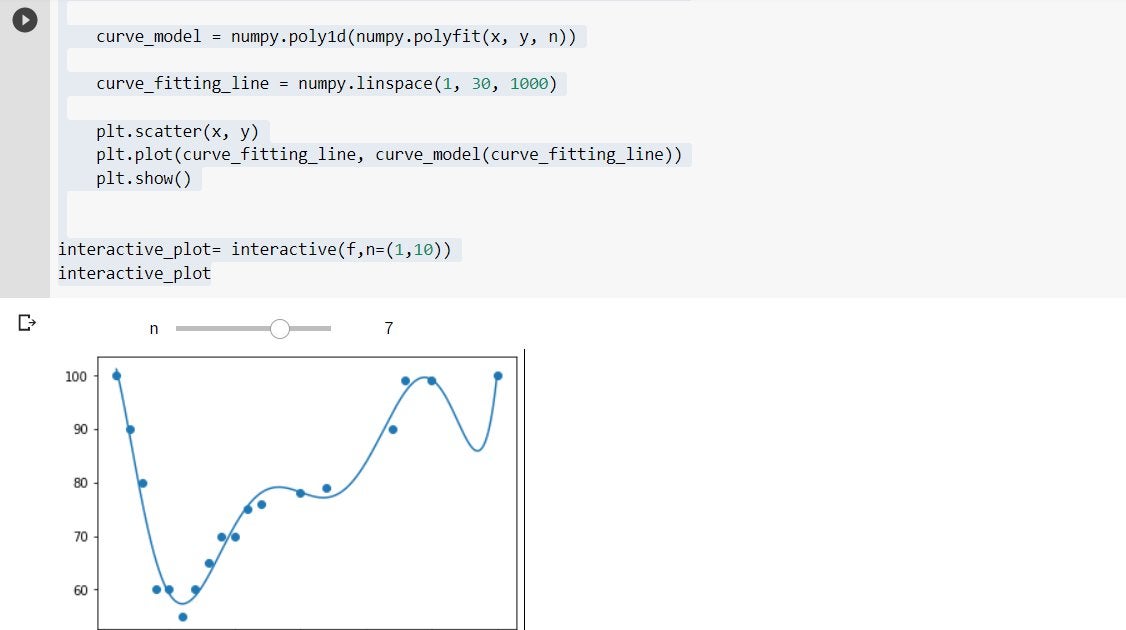 curve_model = numpy.poly1d(numpy.polyfit(x, y, n))
curve_fitting_line = numpy.linspace(1, 30, 1000)
plt.scatter(x, y)
plt.plot(curve_fitting_line, curve_model(curve_fitting_line))
plt.show()
interactive_plot= interactive(f,n=(1,10))
interactive_plot
n 7
100
90
80
70
60